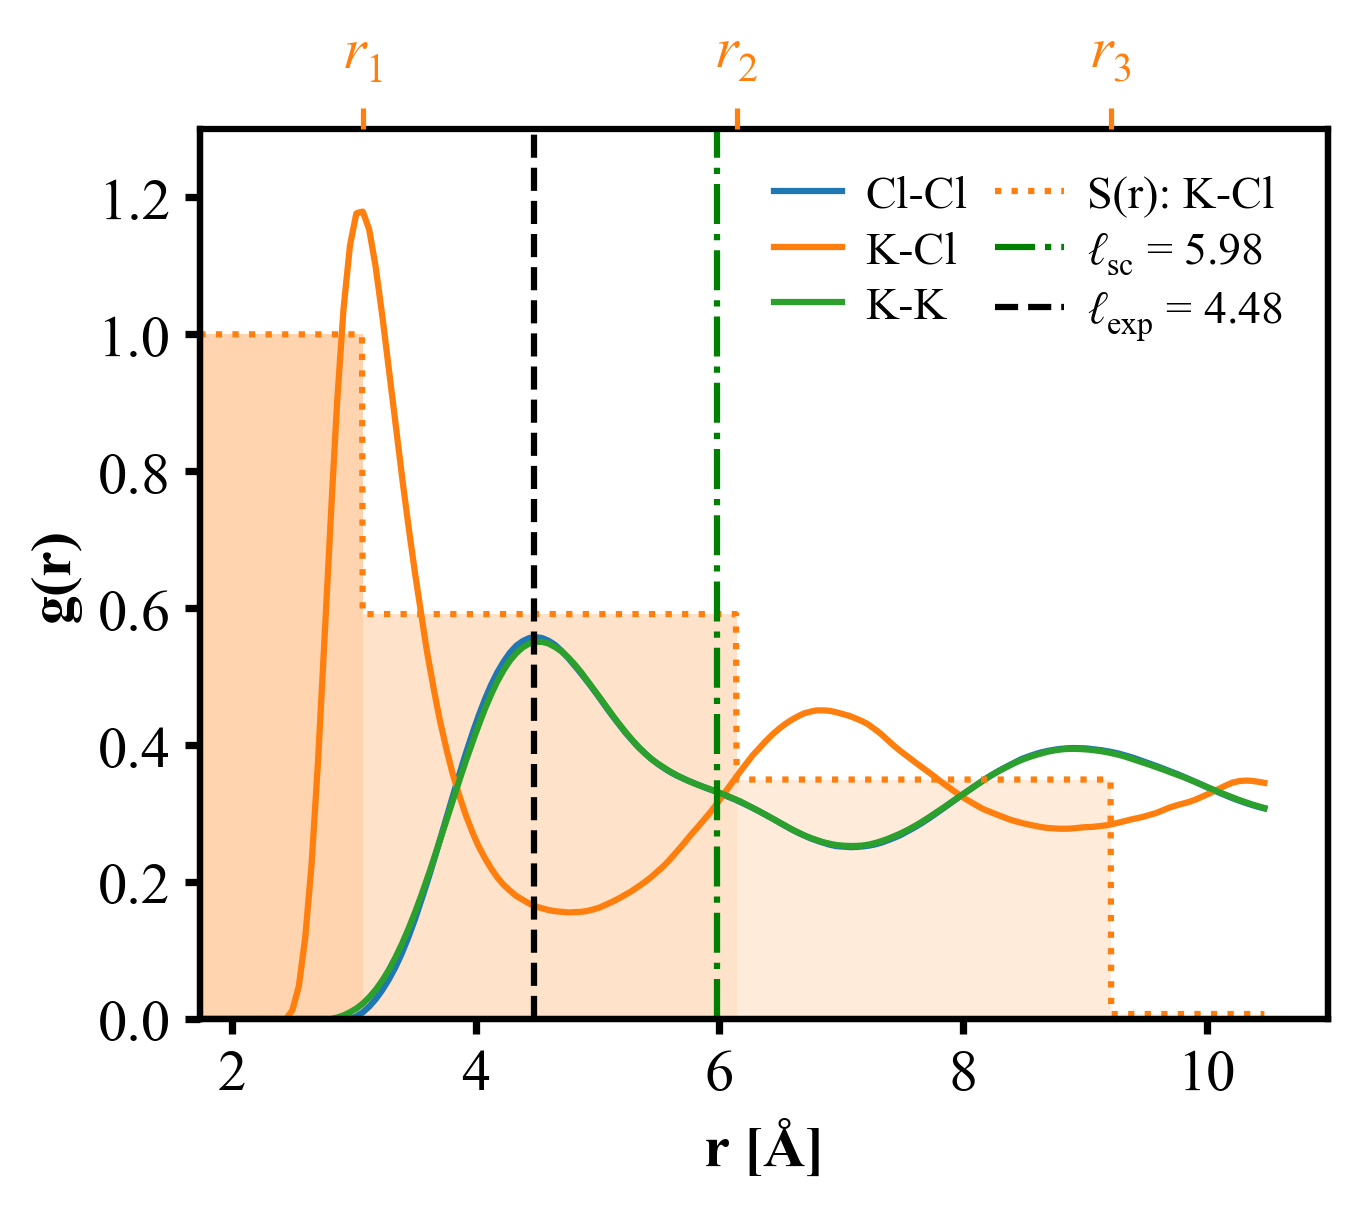 r1 r2 r3
1.2
1.0
0.8
0.6
0.4
0.2
0.0
g(r)
Cl-Cl
K-Cl
K-K
S(r): K-Cl
ℓsc = 5.98
ℓexp = 4.48
2 4 6 8 10
r [Å]